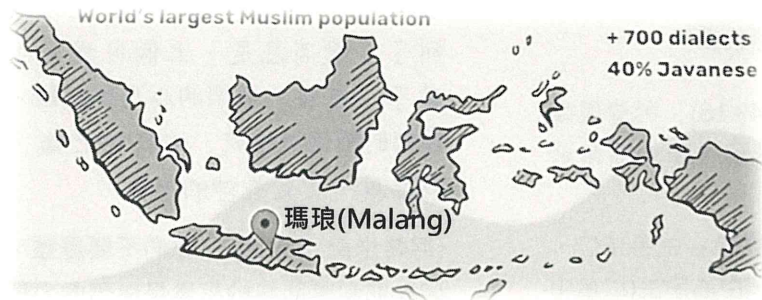 World's largest Muslim population
+700 dialects
40% Javanese
瑪琅(Malang)